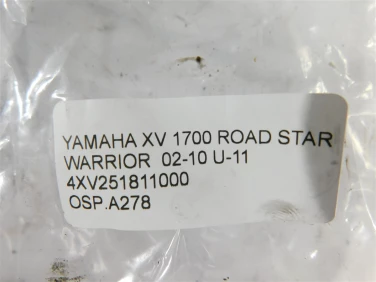 YAMAHA XV 1700 ROAD STAR
WARRIOR 02-10 U-11
4XV251811000
OSP.A278